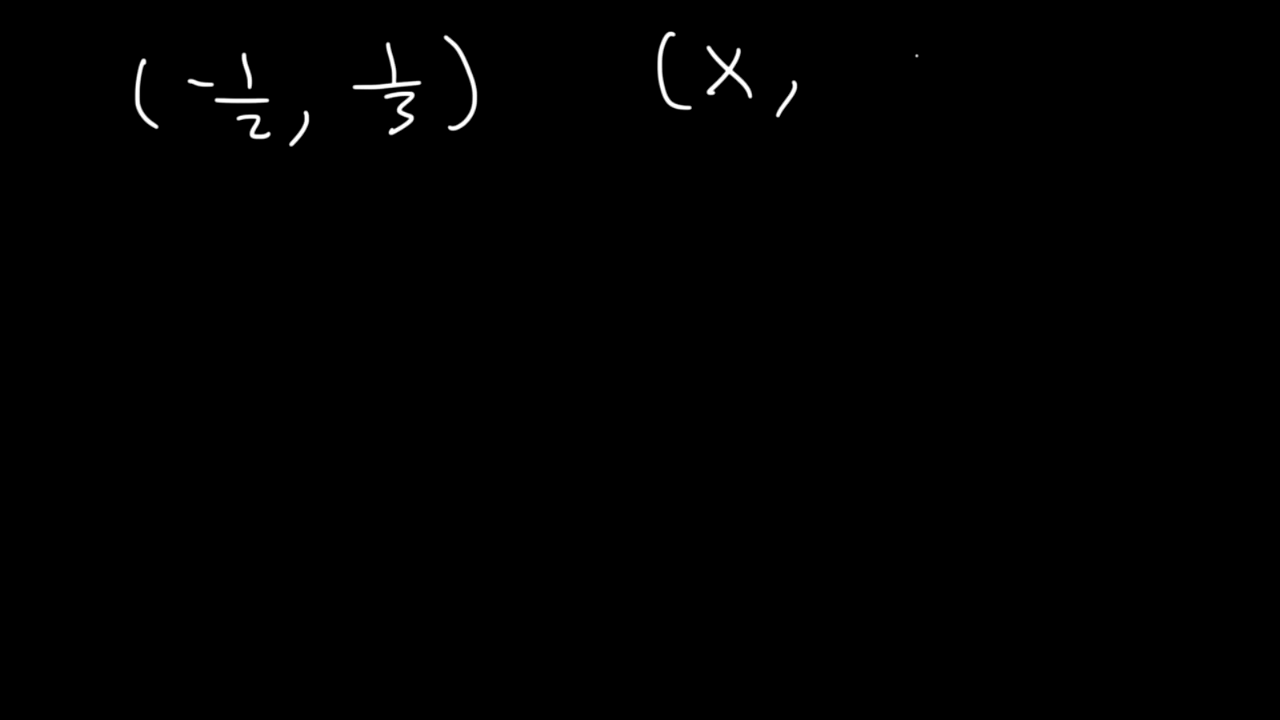 (-1/2, 1/3) (x,